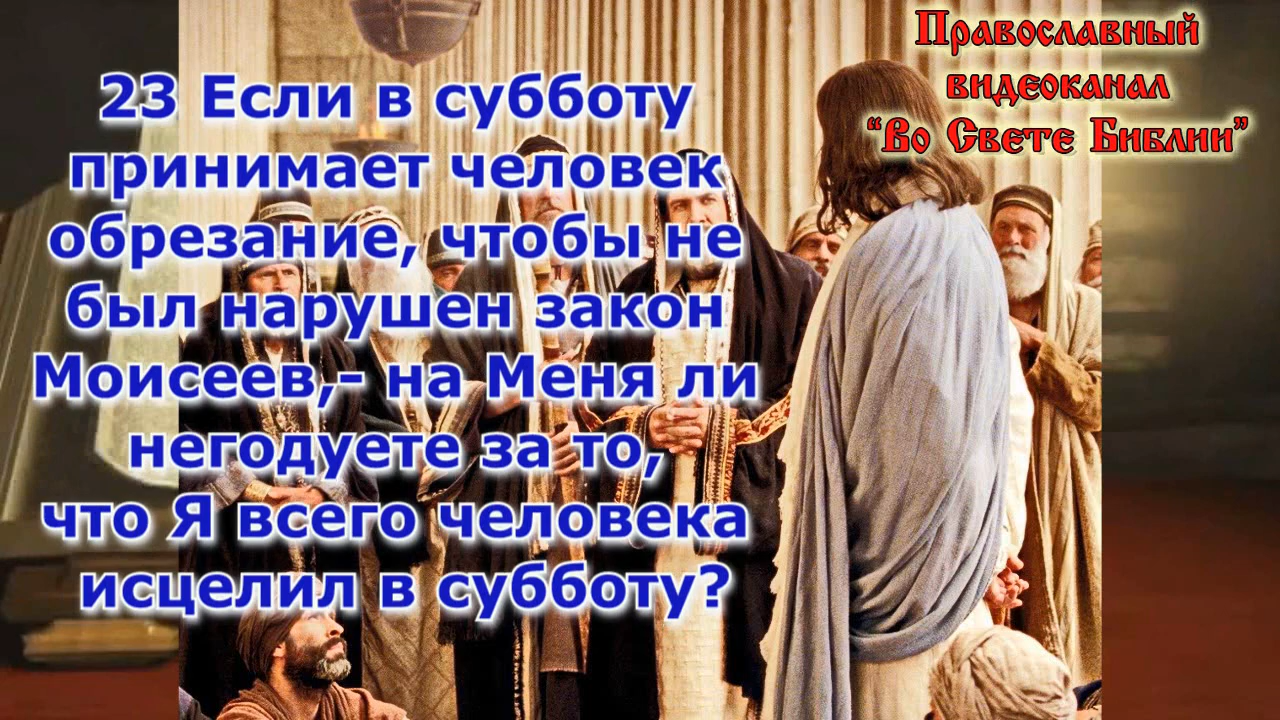 Православный
видеоканал
“Во Свете Библии”
23 Если в субботу
принимает человек
обрезание, чтобы не
был нарушен закон
Моисеев,- на Меня ли
негодуете за то,
что Я всего человека
исцелил в субботу?